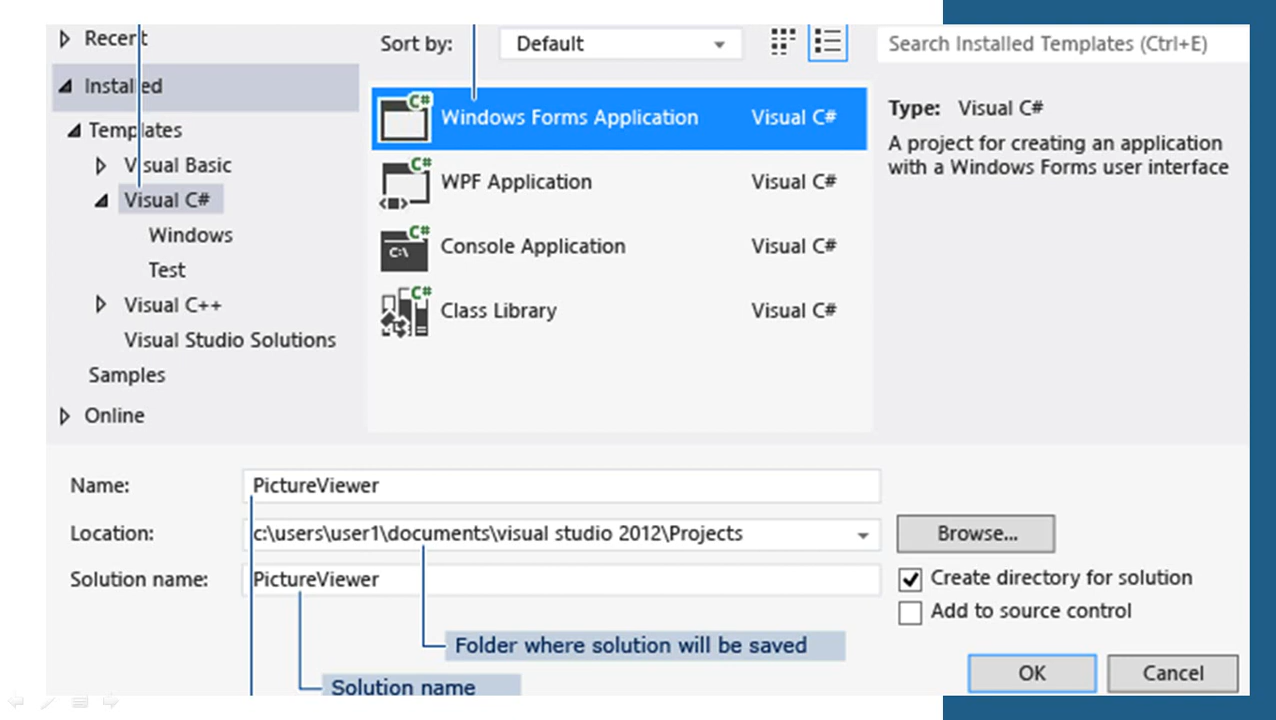 Recent
Installed
Templates
Visual Basic
Visual C#
Windows
Test
Visual C++
Visual Studio Solutions
Samples
Online
Sort by: Default
Windows Forms Application Visual C#
WPF Application Visual C#
Console Application Visual C#
Class Library Visual C#
Search Installed Templates (Ctrl+E)
Type: Visual C#
A project for creating an application
with a Windows Forms user interface
Name: PictureViewer
Location: c:\users\user1\documents\visual studio 2012\Projects Browse...
Solution name: PictureViewer
Create directory for solution
Add to source control
Folder where solution will be saved
Solution name
OK Cancel